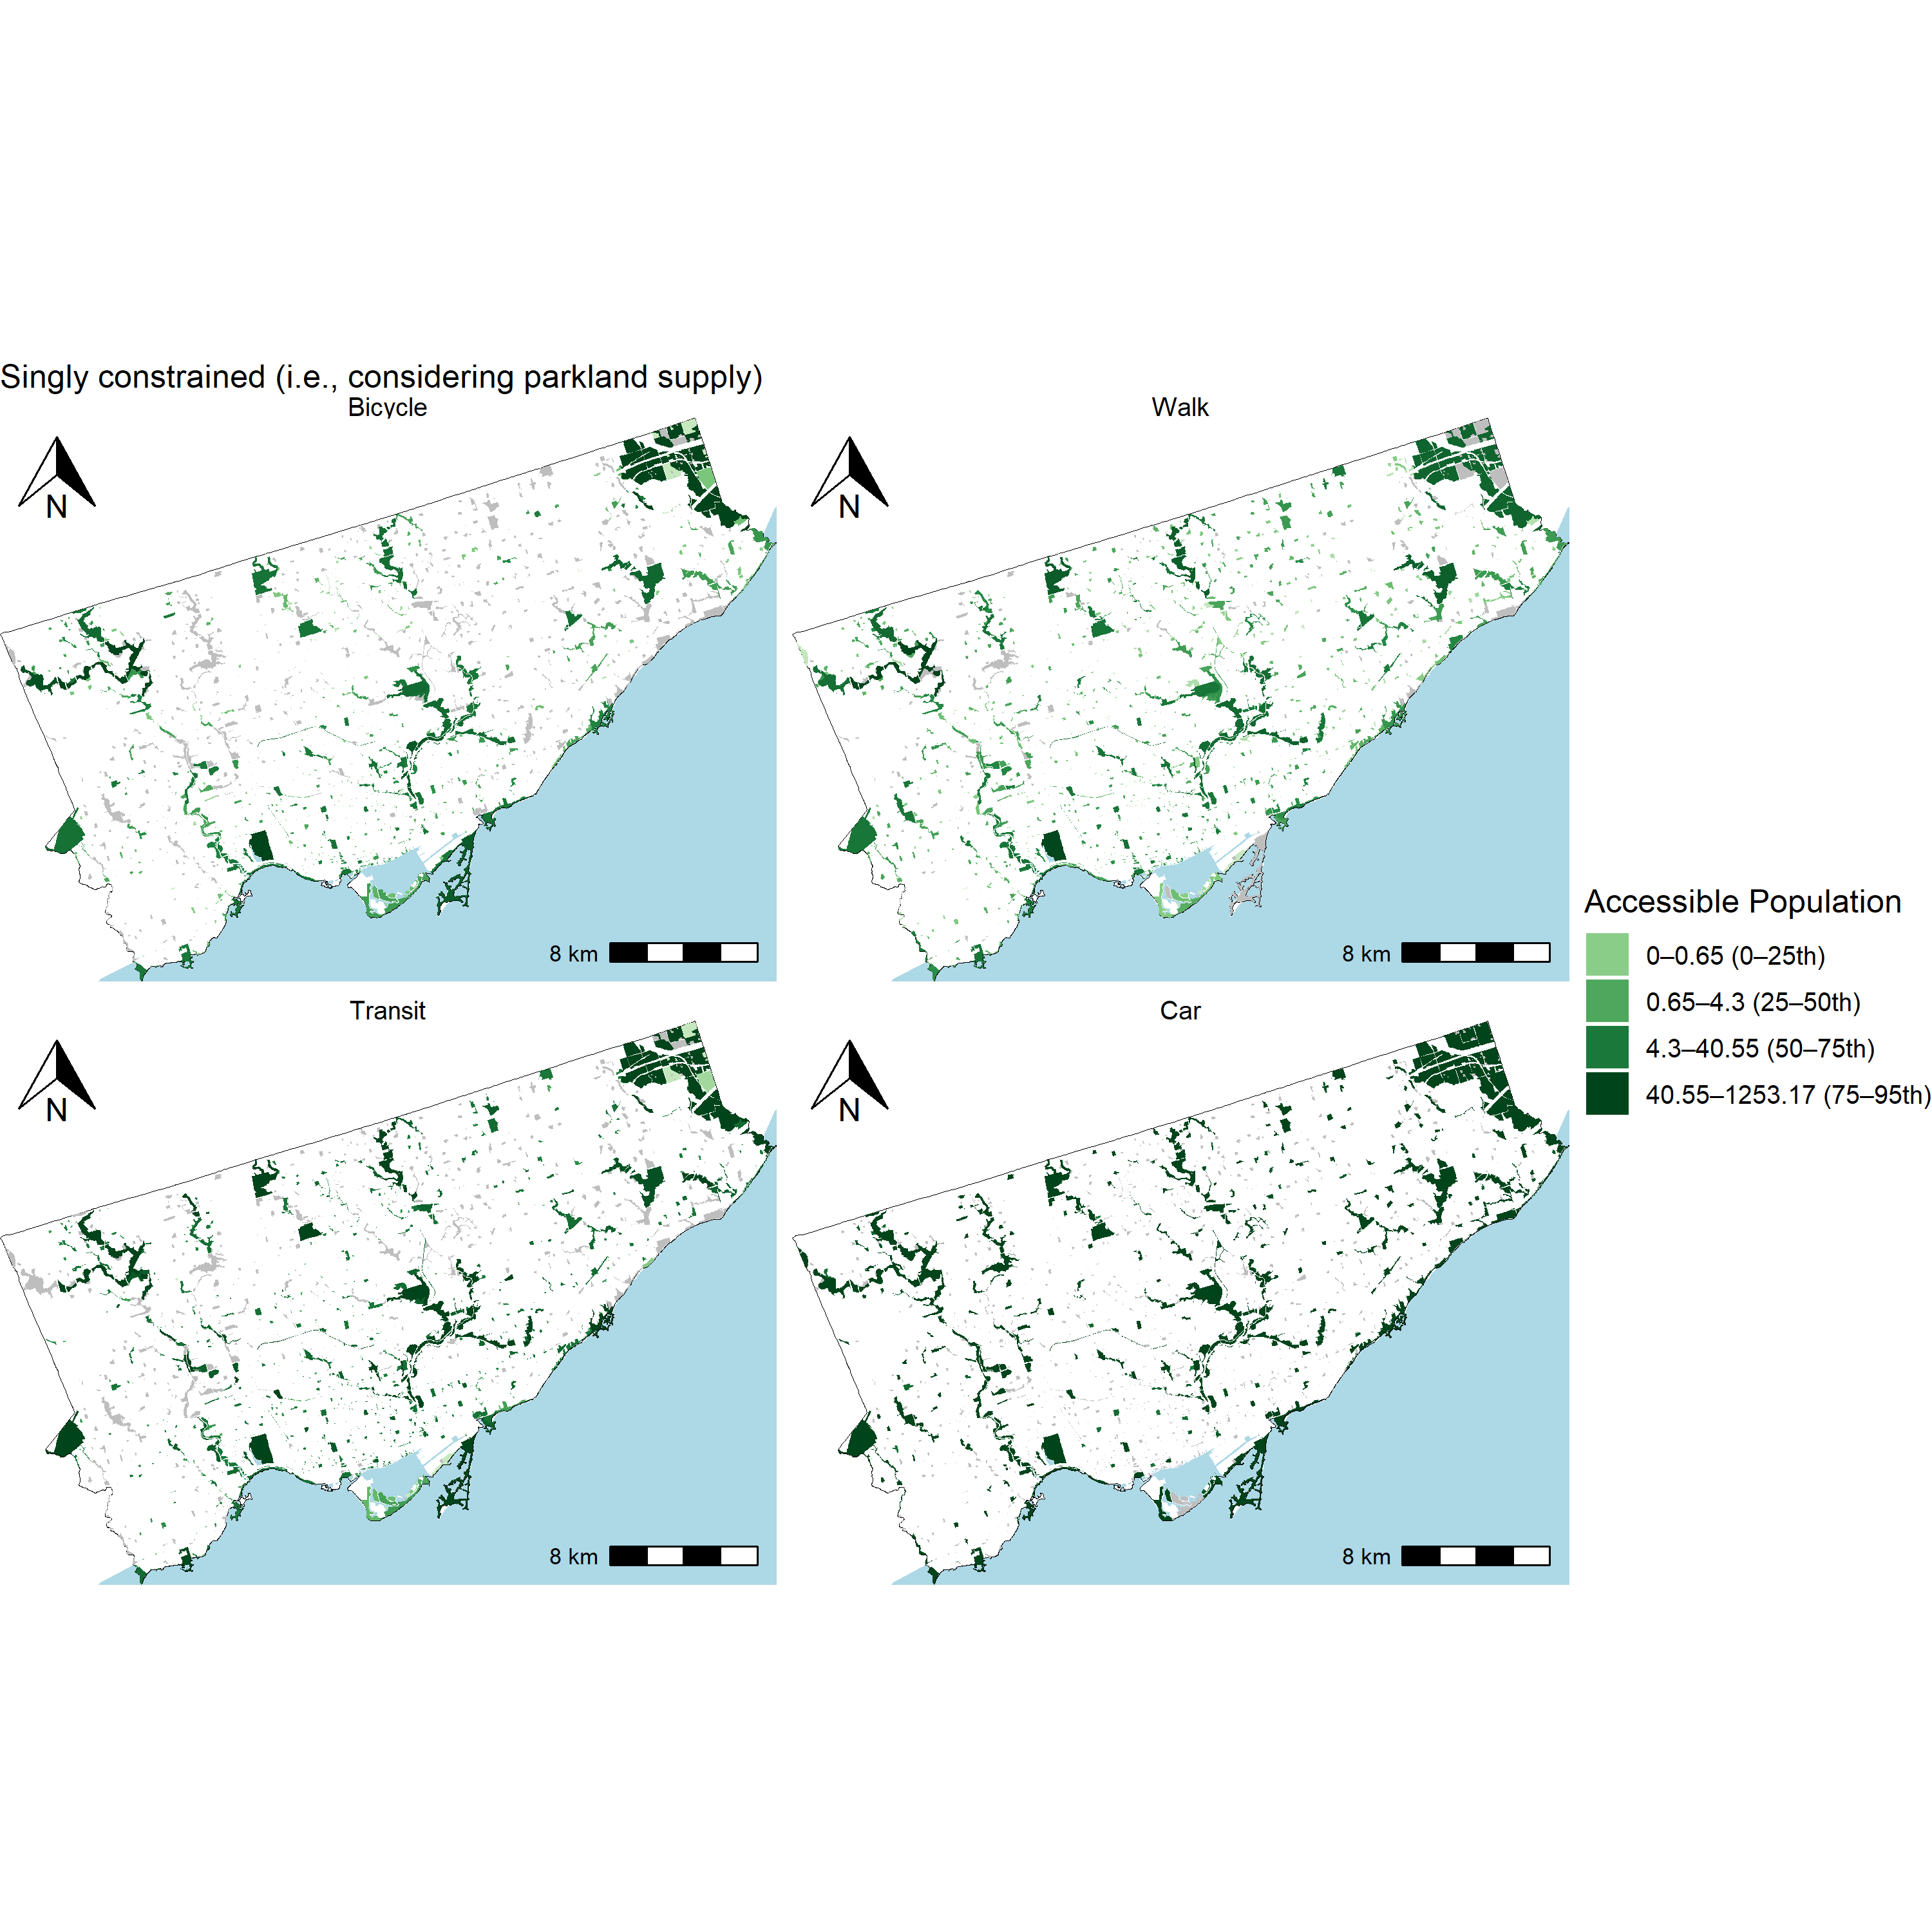 Singly constrained (i.e., considering parkland supply)
Bicycle
Walk
N
N
8 km
8 km
Transit
Car
N
N
8 km
8 km
Accessible Population
0–0.65 (0–25th)
0.65–4.3 (25–50th)
4.3–40.55 (50–75th)
40.55–1253.17 (75–95th)